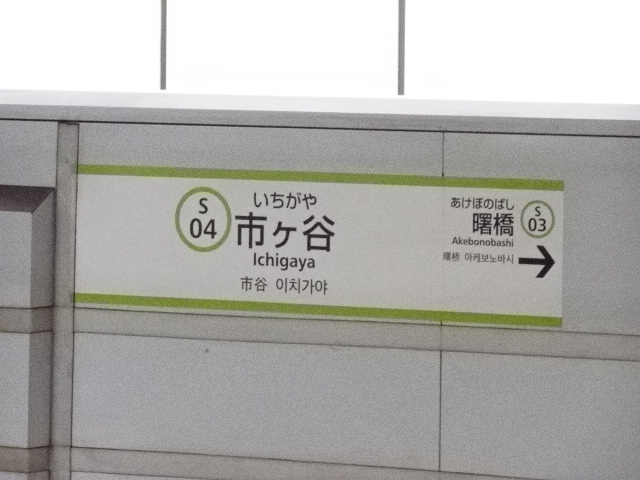 S
04
いちがや
市ヶ谷
Ichigaya
市谷 이치가야
あけぼのばし
曙橋
Akebonobashi
曙桥 아케보노바시
S
03